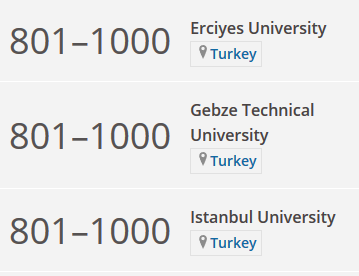 801–1000
Erciyes University
Turkey
801–1000
Gebze Technical
University
Turkey
801–1000
Istanbul University
Turkey